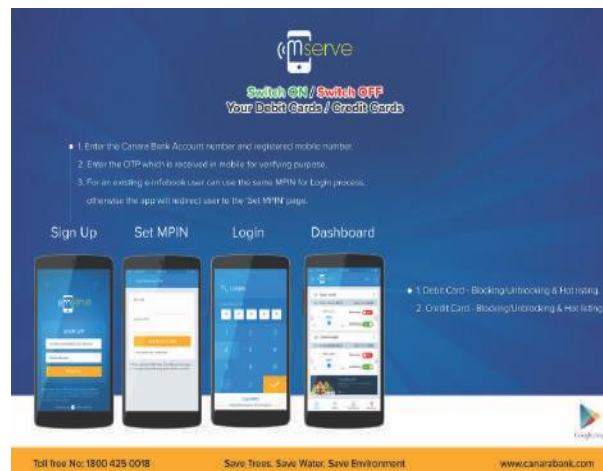 mserve
Switch ON / Switch OFF
Your Debit Cards / Credit Cards
1. Enter the Canara Bank Account number and registered mobile number.
2. Enter the OTP which is received in mobile for verifying purpose.
3. For an existing e-infobook user can use the same MPIN for Login process,
otherwise the app will redirect user to the 'Set MPIN' page.
Sign Up Set MPIN Login Dashboard
mserve
SIGN UP
LOGIN
1. Debit Card - Blocking/Unblocking & Hot listing.
2. Credit Card - Blocking/Unblocking & Hot listing
Toll free No: 1800 425 0018 Save Trees. Save Water. Save Environment www.canarabank.com